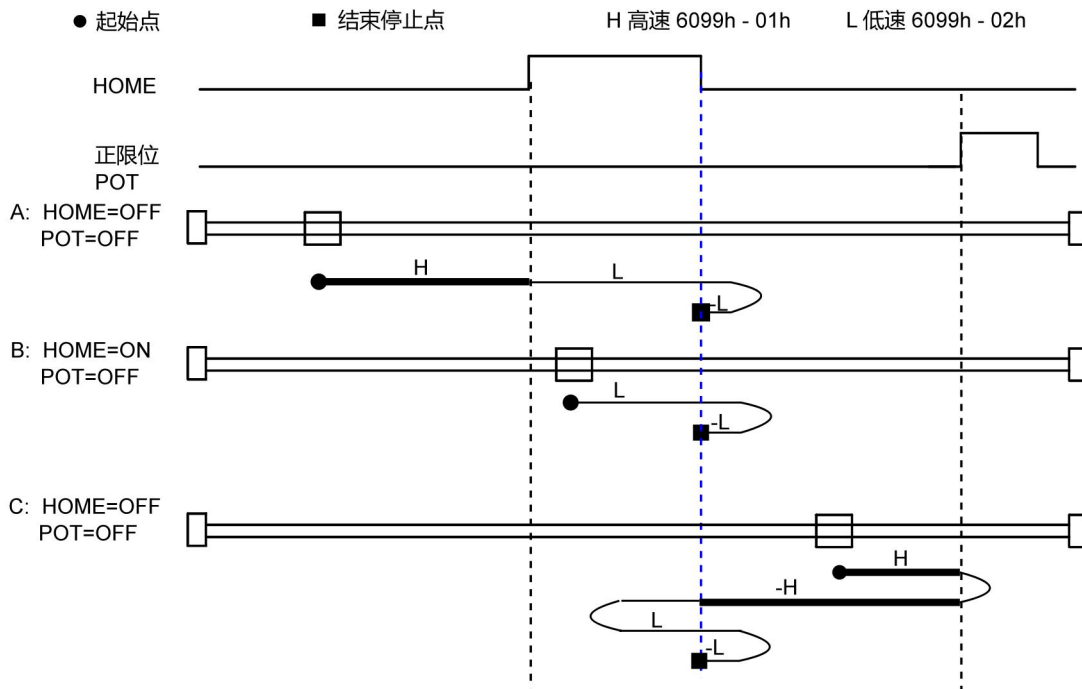 ● 起始点 ■ 结束停止点 H 高速 6099h - 01h L 低速 6099h - 02h
HOME
正限位
POT
A: HOME=OFF
POT=OFF
H L
-L
B: HOME=ON
POT=OFF
L
-L
C: HOME=OFF
POT=OFF
H
-H
L
-L